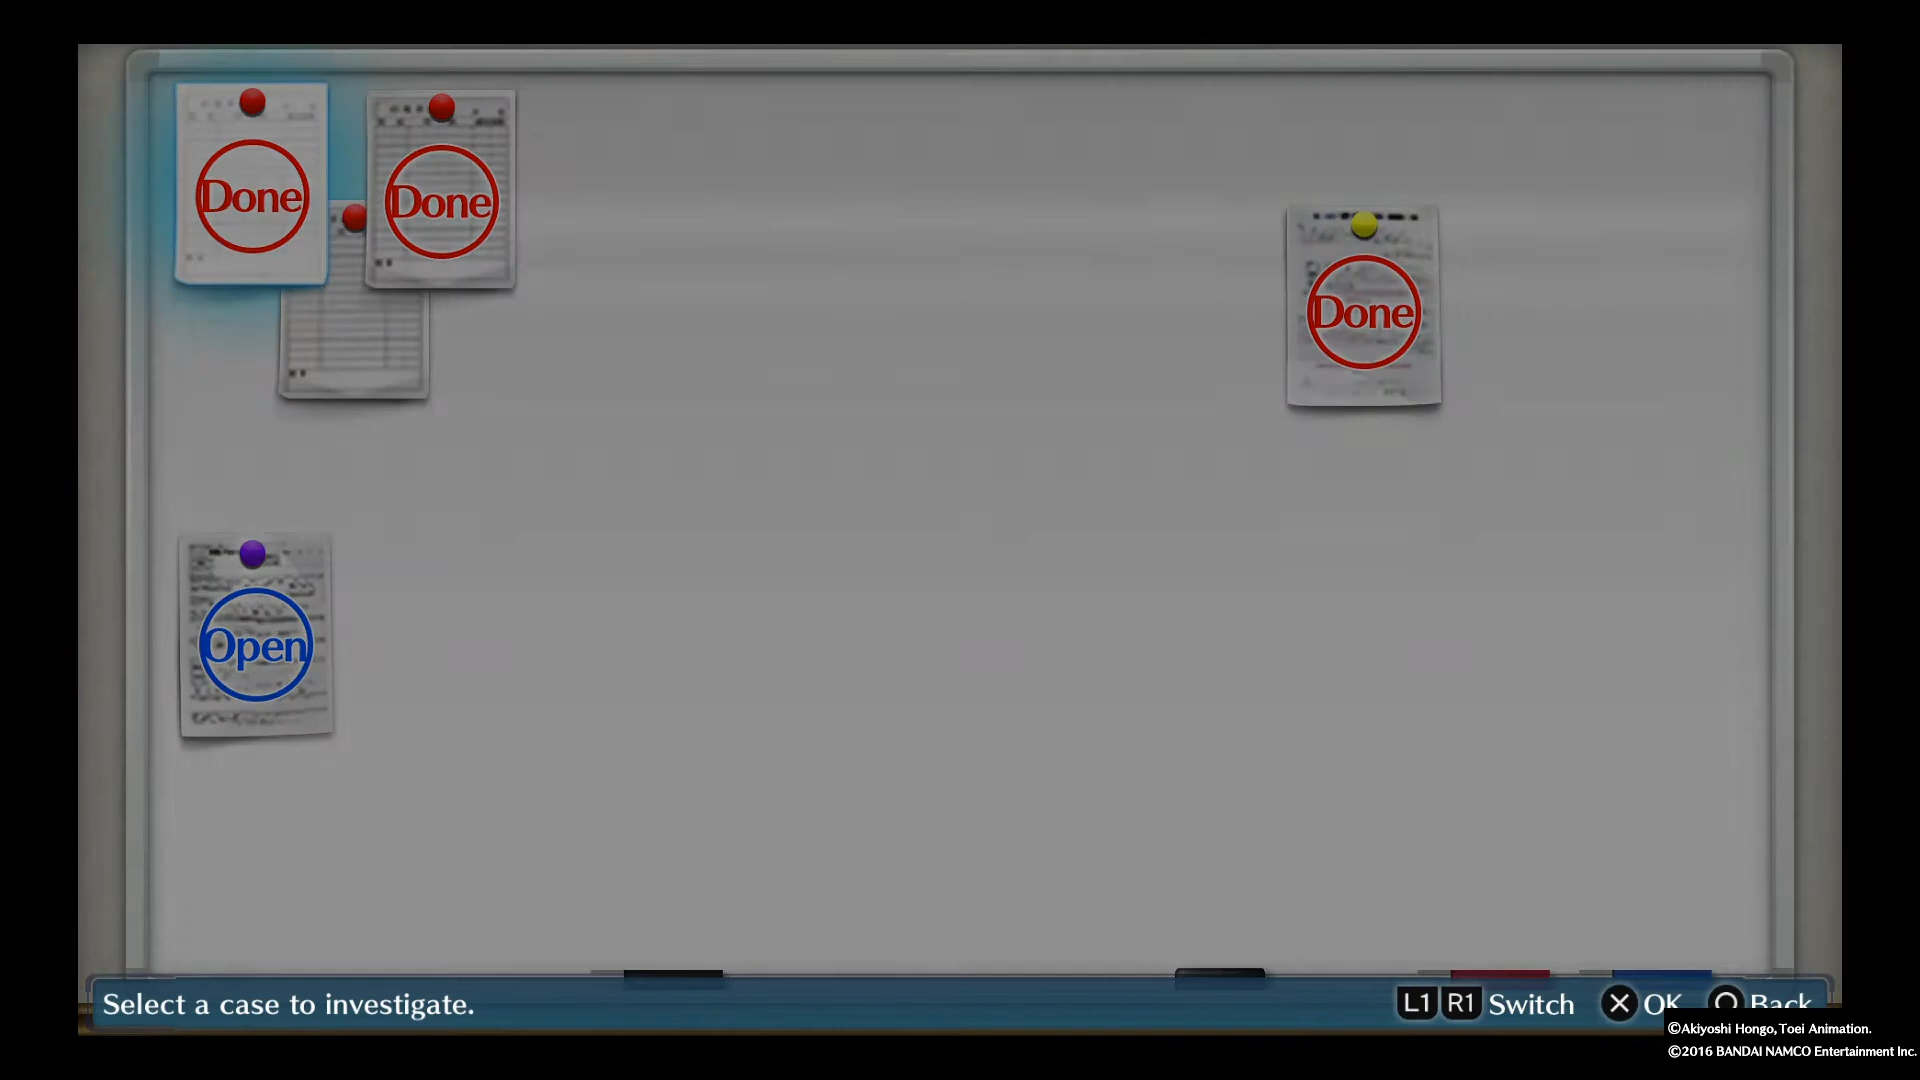 Done
Done
Done
Open
Select a case to investigate.
L1 R1 Switch OK Back
©Akiyoshi Hongo, Toei Animation.
©2016 BANDAI NAMCO Entertainment Inc.